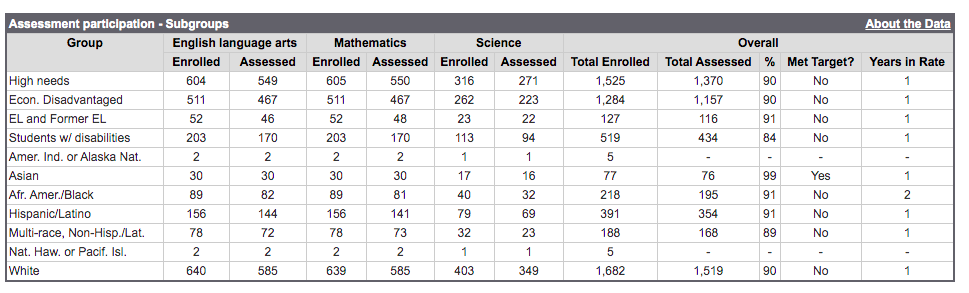 Assessment participation - Subgroups About the Data
Group English language arts Mathematics Science Overall
Enrolled Assessed Enrolled Assessed Enrolled Assessed Total Enrolled Total Assessed % Met Target? Years in Rate
High needs 604 549 605 550 316 271 1,525 1,370 90 No 1
Econ. Disadvantaged 511 467 511 467 262 223 1,284 1,157 90 No 1
EL and Former EL 52 46 52 48 23 22 127 116 91 No 1
Students w/ disabilities 203 170 203 170 113 94 519 434 84 No 1
Amer. Ind. or Alaska Nat. 2 2 2 2 1 1 5 - - - -
Asian 30 30 30 30 17 16 77 76 99 Yes 1
Afr. Amer./Black 89 82 89 81 40 32 218 195 91 No 2
Hispanic/Latino 156 144 156 141 79 69 391 354 91 No 1
Multi-race, Non-Hisp./Lat. 78 72 78 73 32 23 188 168 89 No 1
Nat. Haw. or Pacif. Isl. 2 2 2 2 1 1 5 - - - -
White 640 585 639 585 403 349 1,682 1,519 90 No 1